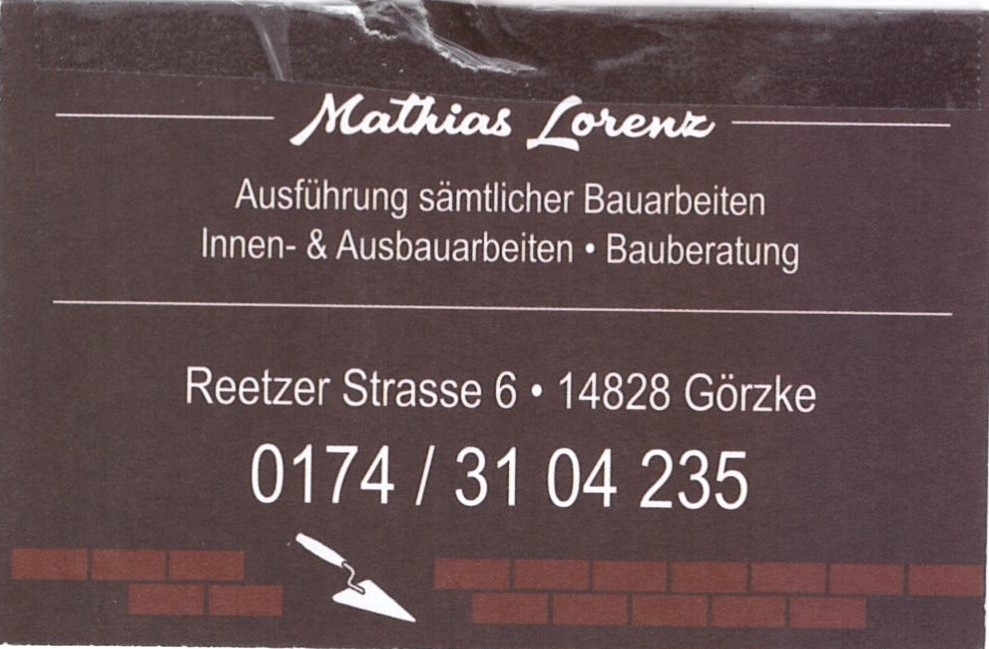 Mathias Lorenz
Ausführung sämtlicher Bauarbeiten
Innen- & Ausbauarbeiten • Bauberatung
Reetzer Strasse 6 • 14828 Görzke
0174 / 31 04 235